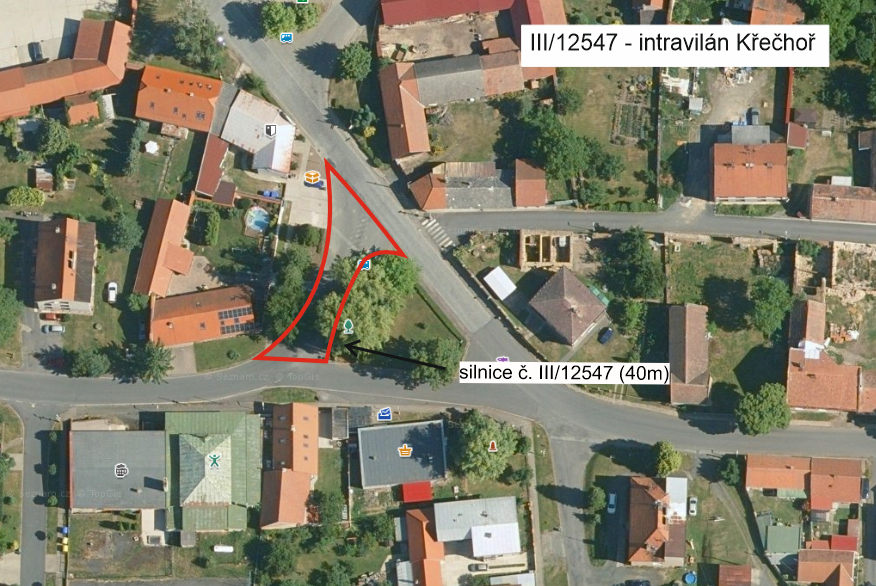 III/12547 - intravilán Křečhoř
silnice č. III/12547 (40m)